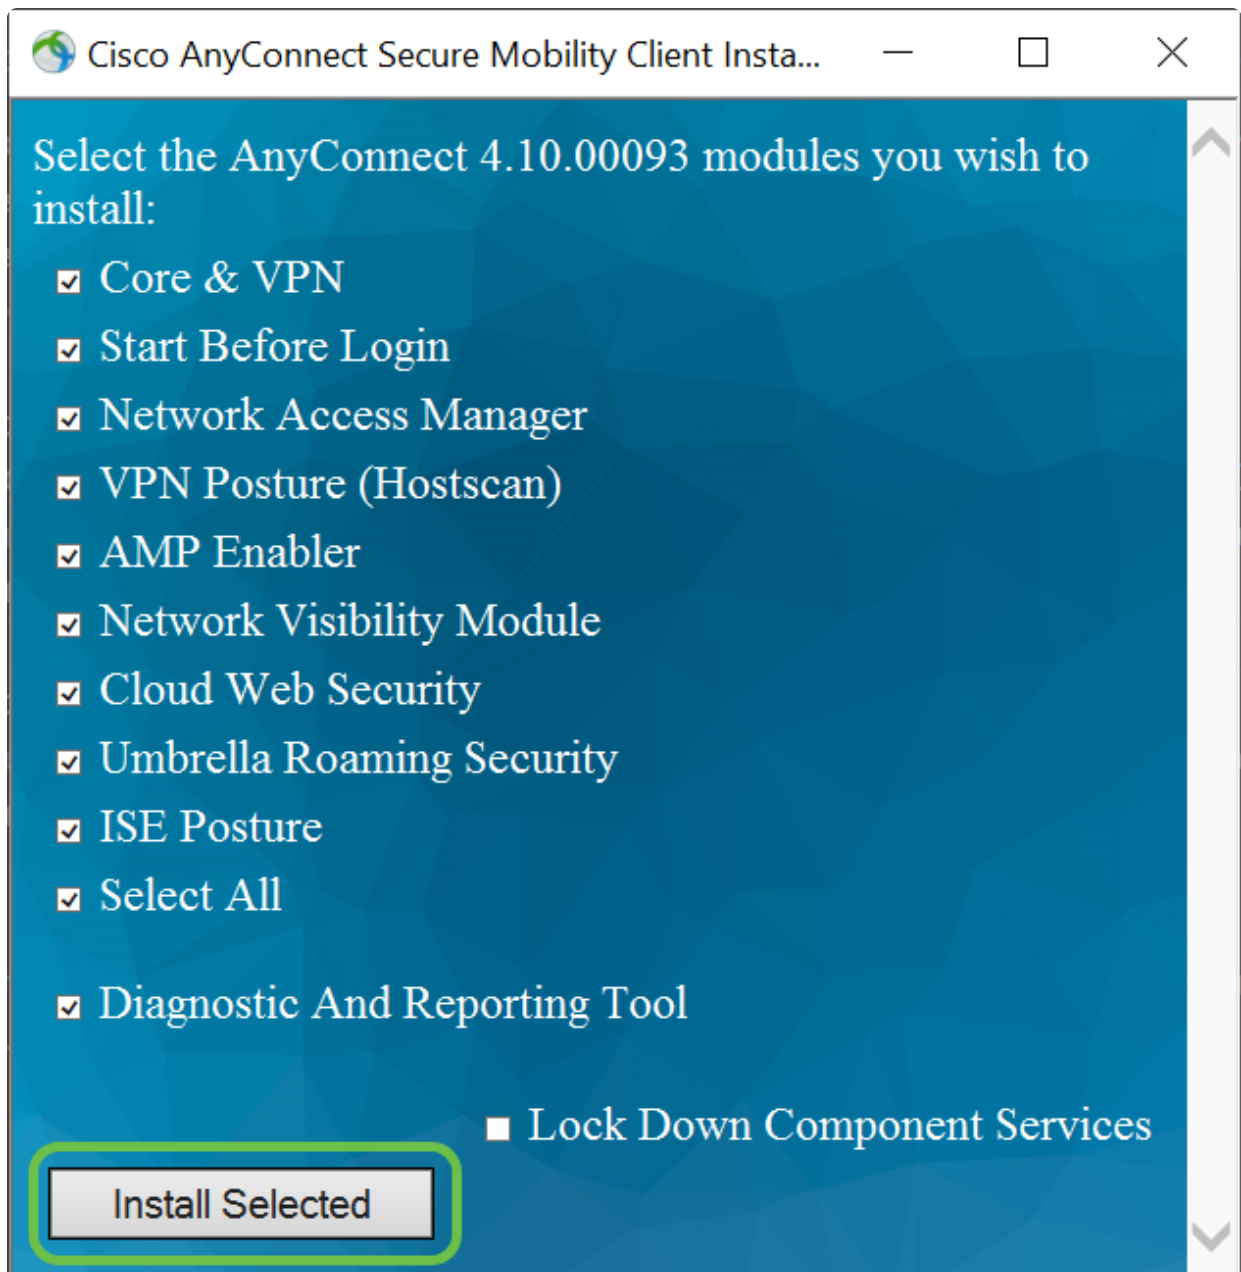 Cisco AnyConnect Secure Mobility Client Insta...
Select the AnyConnect 4.10.00093 modules you wish to
install:
Core & VPN
Start Before Login
Network Access Manager
VPN Posture (Hostscan)
AMP Enabler
Network Visibility Module
Cloud Web Security
Umbrella Roaming Security
ISE Posture
Select All
Diagnostic And Reporting Tool
Lock Down Component Services
Install Selected